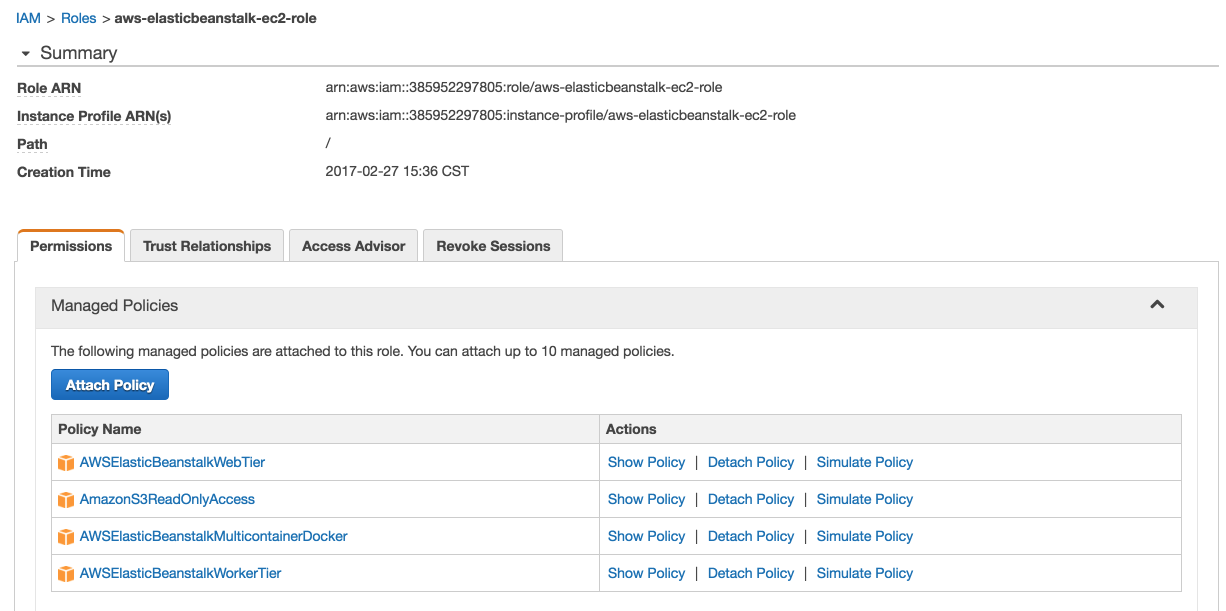 IAM > Roles > aws-elasticbeanstalk-ec2-role
Summary
Role ARN arn:aws:iam::385952297805:role/aws-elasticbeanstalk-ec2-role
Instance Profile ARN(s) arn:aws:iam::385952297805:instance-profile/aws-elasticbeanstalk-ec2-role
Path /
Creation Time 2017-02-27 15:36 CST
Permissions Trust Relationships Access Advisor Revoke Sessions
Managed Policies
The following managed policies are attached to this role. You can attach up to 10 managed policies.
Attach Policy
Policy Name Actions
AWSElasticBeanstalkWebTier Show Policy | Detach Policy | Simulate Policy
AmazonS3ReadOnlyAccess Show Policy | Detach Policy | Simulate Policy
AWSElasticBeanstalkMulticontainerDocker Show Policy | Detach Policy | Simulate Policy
AWSElasticBeanstalkWorkerTier Show Policy | Detach Policy | Simulate Policy